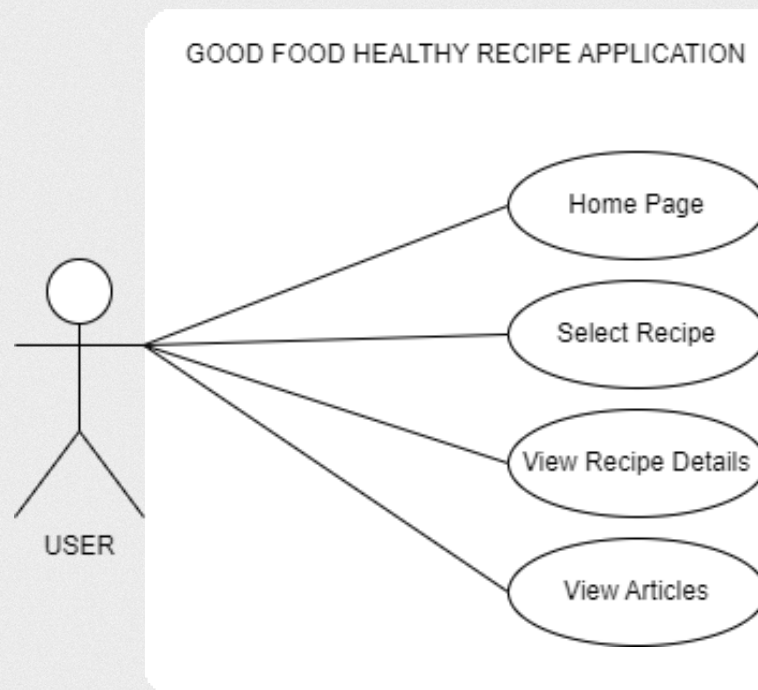 GOOD FOOD HEALTHY RECIPE APPLICATION
Home Page
Select Recipe
View Recipe Details
View Articles
USER